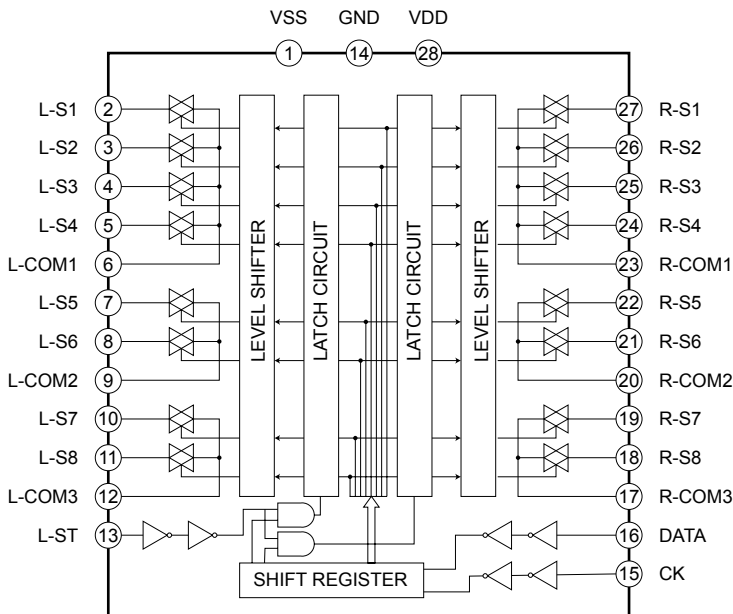 VSS GND VDD
1 14 28
L-S1 2 27 R-S1
L-S2 3 26 R-S2
L-S3 4 25 R-S3
L-S4 5 24 R-S4
L-COM1 6 23 R-COM1
L-S5 7 22 R-S5
L-S6 8 21 R-S6
L-COM2 9 20 R-COM2
L-S7 10 19 R-S7
L-S8 11 18 R-S8
L-COM3 12 17 R-COM3
L-ST 13 16 DATA
15 CK
LEVEL SHIFTER
LATCH CIRCUIT
LATCH CIRCUIT
LEVEL SHIFTER
SHIFT REGISTER